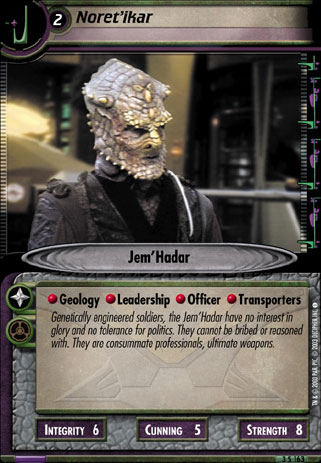 2 Noret'ikar
Jem'Hadar
Geology Leadership Officer Transporters
Genetically engineered soldiers, the Jem'Hadar have no interest in
glory and no tolerance for politics. They cannot be bribed or reasoned
with. They are consummate professionals, ultimate weapons.
INTEGRITY 6 CUNNING 5 STRENGTH 8
3 S 163